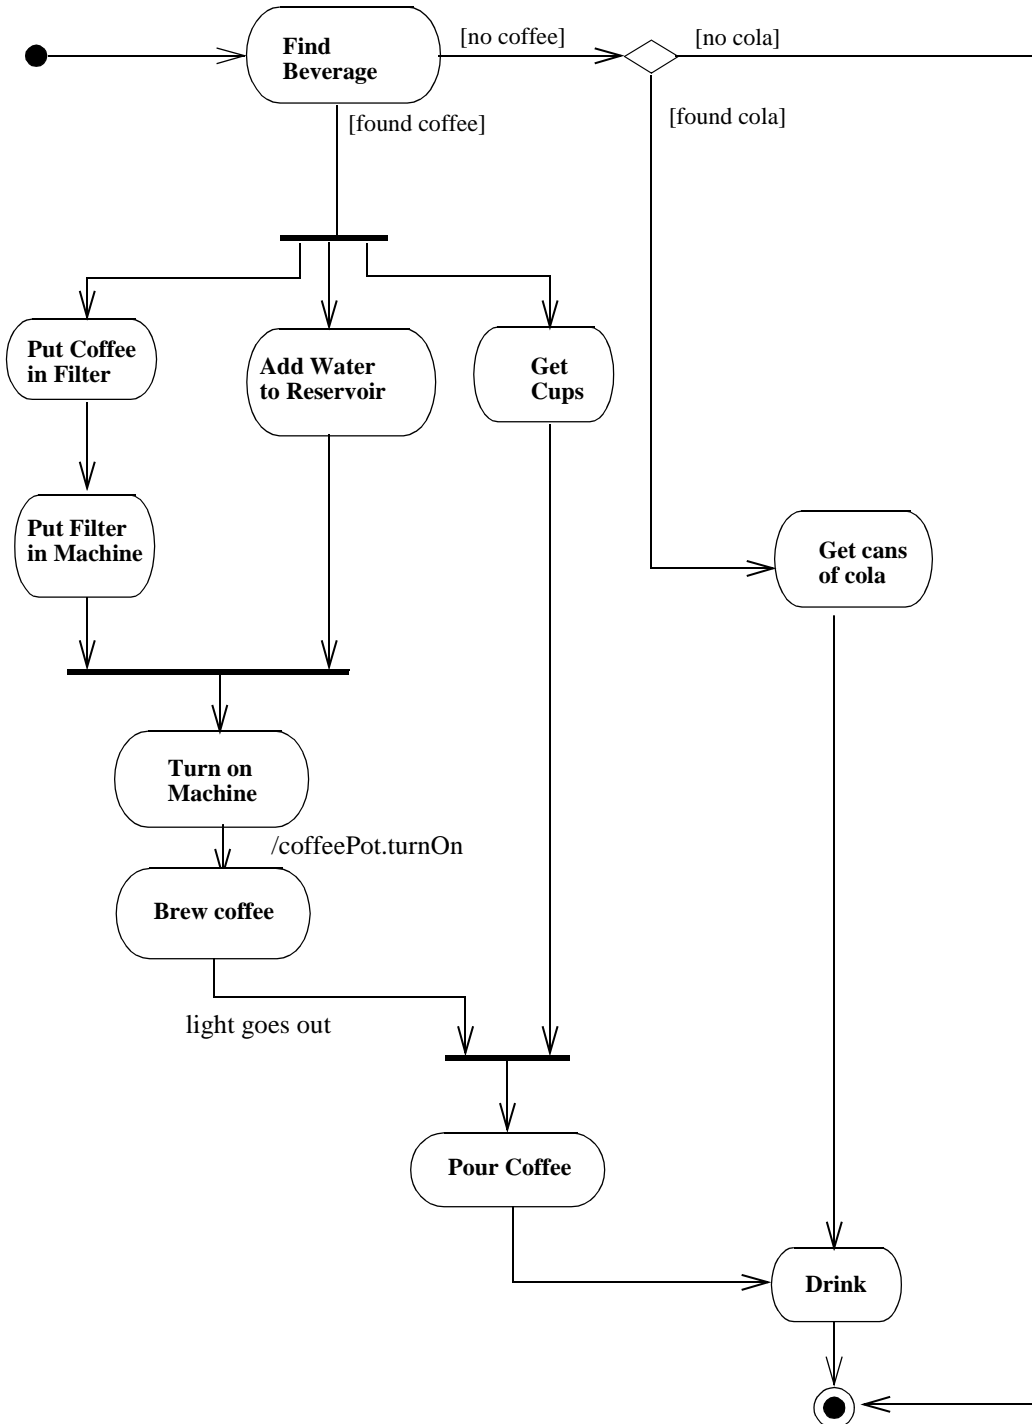 Find
Beverage
[no coffee]
[no cola]
[found coffee]
[found cola]
Put Coffee
in Filter
Add Water
to Reservoir
Get
Cups
Put Filter
in Machine
Get cans
of cola
Turn on
Machine
/coffeePot.turnOn
Brew coffee
light goes out
Pour Coffee
Drink